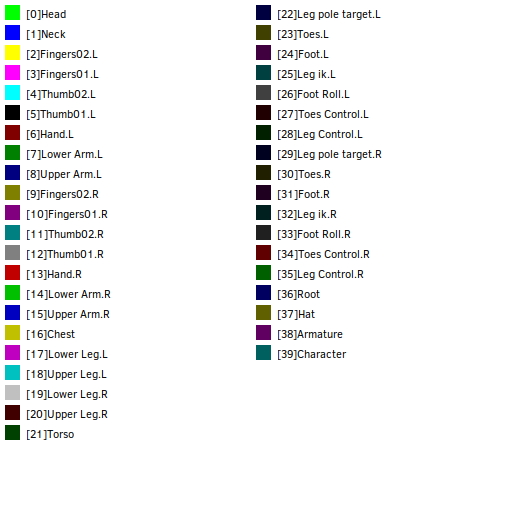 [0]Head
[1]Neck
[2]Fingers02.L
[3]Fingers01.L
[4]Thumb02.L
[5]Thumb01.L
[6]Hand.L
[7]Lower Arm.L
[8]Upper Arm.L
[9]Fingers02.R
[10]Fingers01.R
[11]Thumb02.R
[12]Thumb01.R
[13]Hand.R
[14]Lower Arm.R
[15]Upper Arm.R
[16]Chest
[17]Lower Leg.L
[18]Upper Leg.L
[19]Lower Leg.R
[20]Upper Leg.R
[21]Torso
[22]Leg pole target.L
[23]Toes.L
[24]Foot.L
[25]Leg ik.L
[26]Foot Roll.L
[27]Toes Control.L
[28]Leg Control.L
[29]Leg pole target.R
[30]Toes.R
[31]Foot.R
[32]Leg ik.R
[33]Foot Roll.R
[34]Toes Control.R
[35]Leg Control.R
[36]Root
[37]Hat
[38]Armature
[39]Character